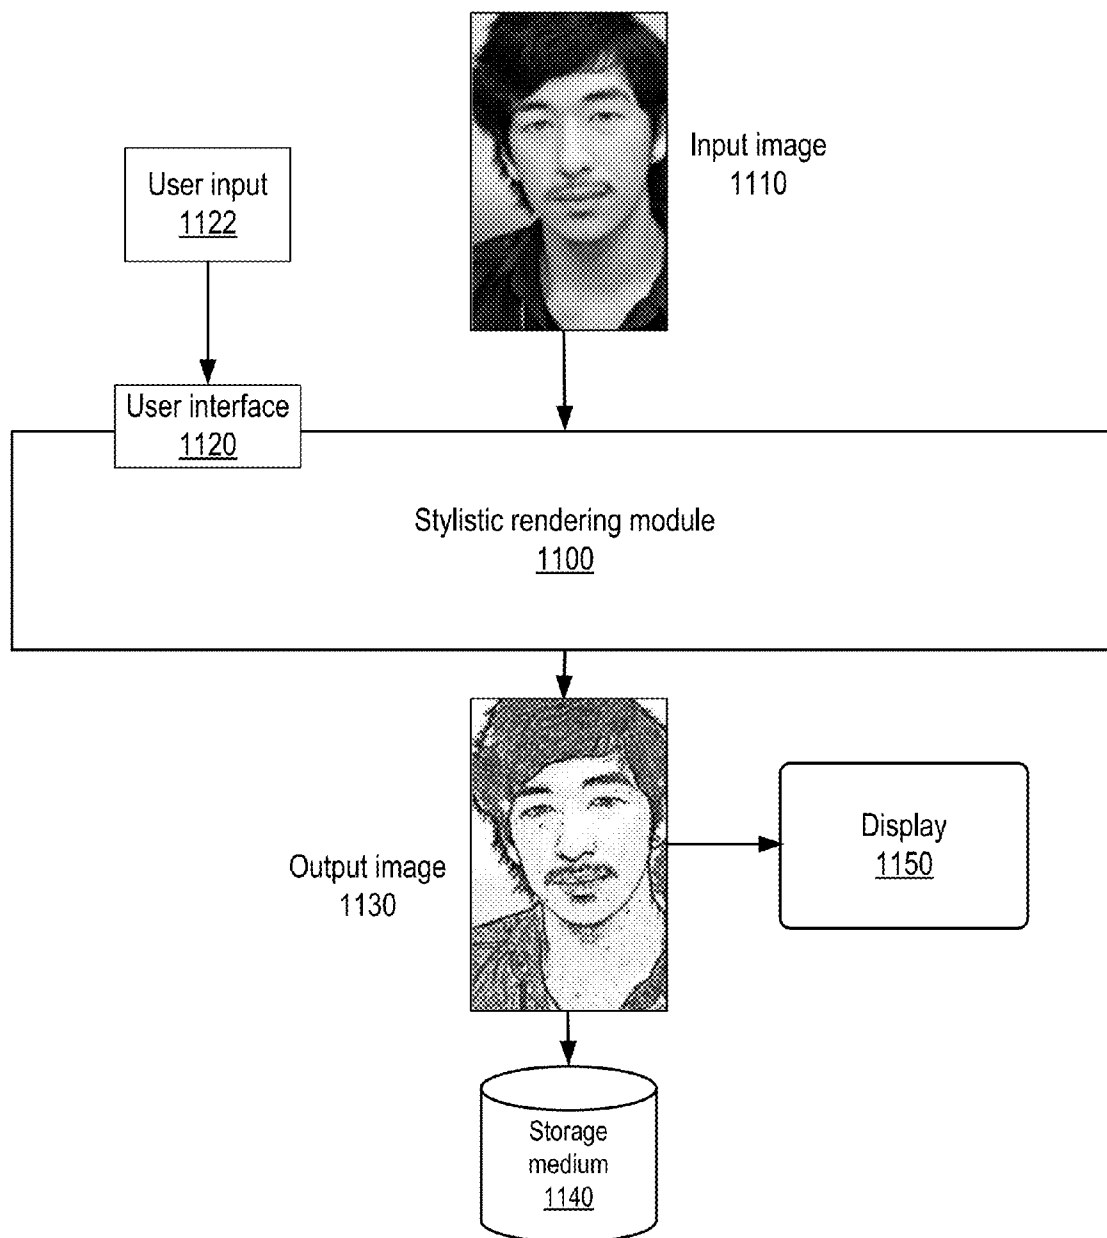 Input image
1110
User input
1122
User interface
1120
Stylistic rendering module
1100
Output image
1130
Display
1150
Storage
medium
1140